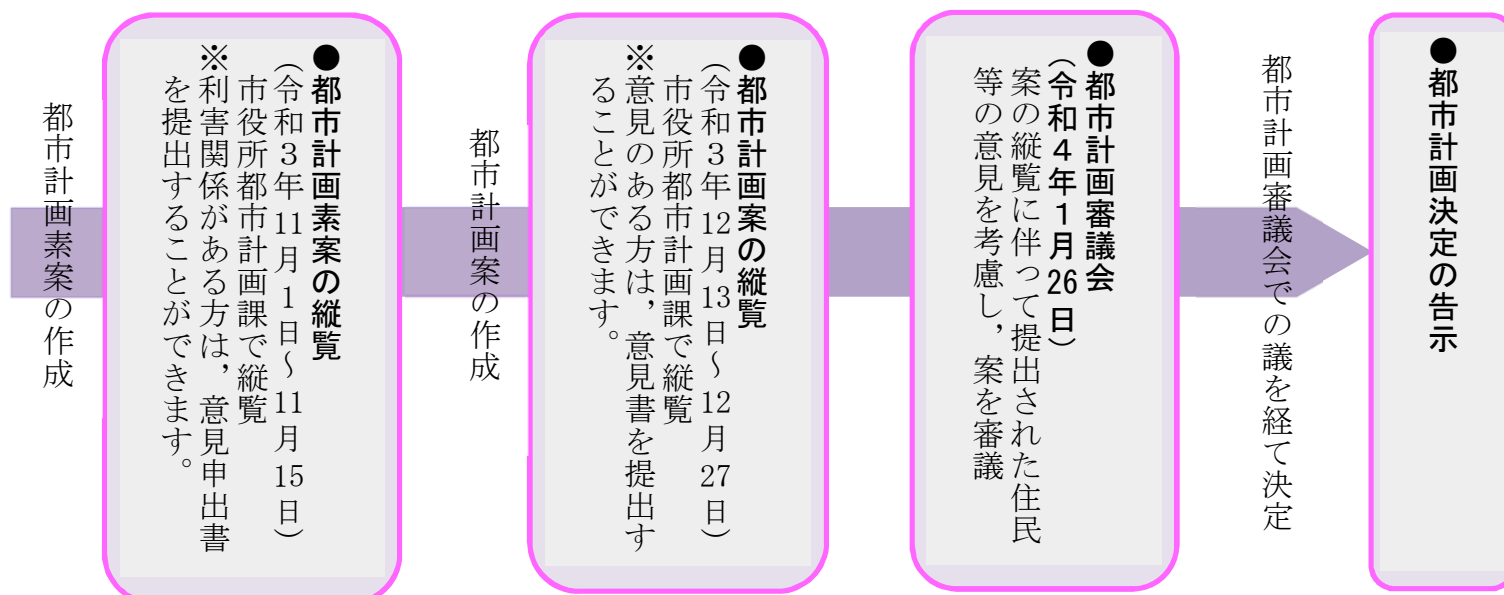 都市計画素案の作成
●都市計画素案の縦覧
（令和３年11月１日～11月15日）
市役所都市計画課で縦覧
※利害関係がある方は，意見申出書
を提出することができます。
都市計画案の作成
●都市計画案の縦覧
（令和３年12月13日～12月27日）
市役所都市計画課で縦覧
※意見のある方は，意見書を提出す
ることができます。
●都市計画審議会
（令和４年１月26日）
案の縦覧に伴って提出された住民
等の意見を考慮し，案を審議
都市計画審議会での議を経て決定
●都市計画決定の告示